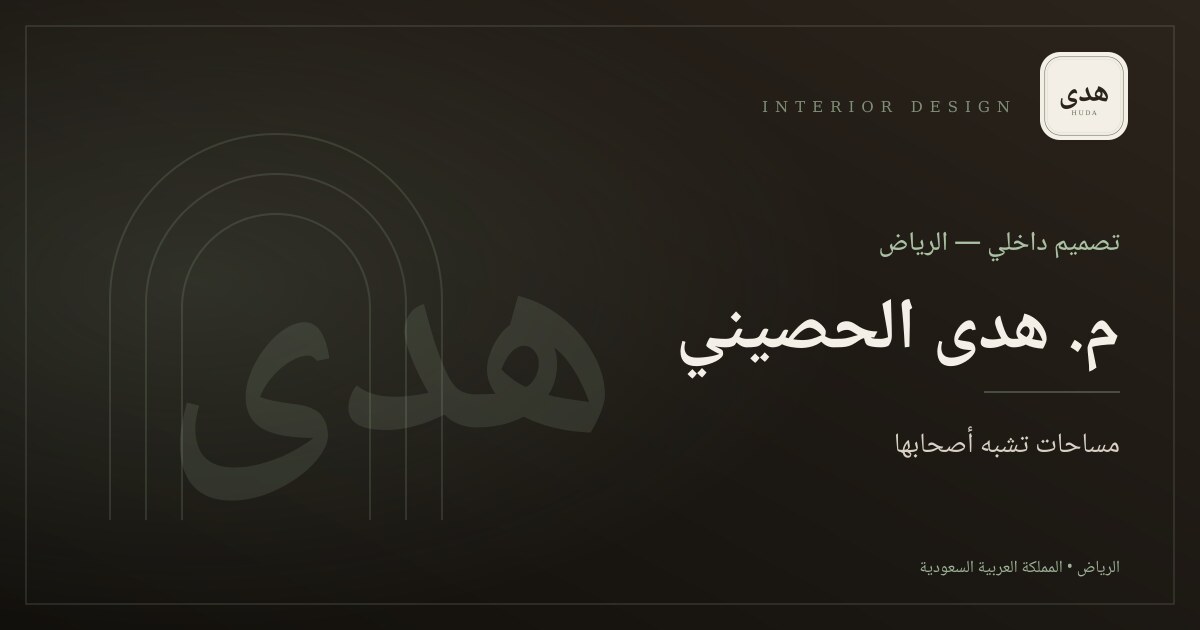 هدى
HUDA
INTERIOR DESIGN
تصميم داخلي — الرياض
م. هدى الحصيني
هدى
مساحات تشبه أصحابها
الرياض • المملكة العربية السعودية